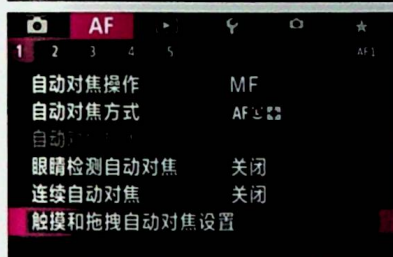 AF
1 2 3 4 5 AF1
自动对焦操作 MF
自动对焦方式 AF
自动
眼睛检测自动对焦 关闭
连续自动对焦 关闭
触摸和拖拽自动对焦设置